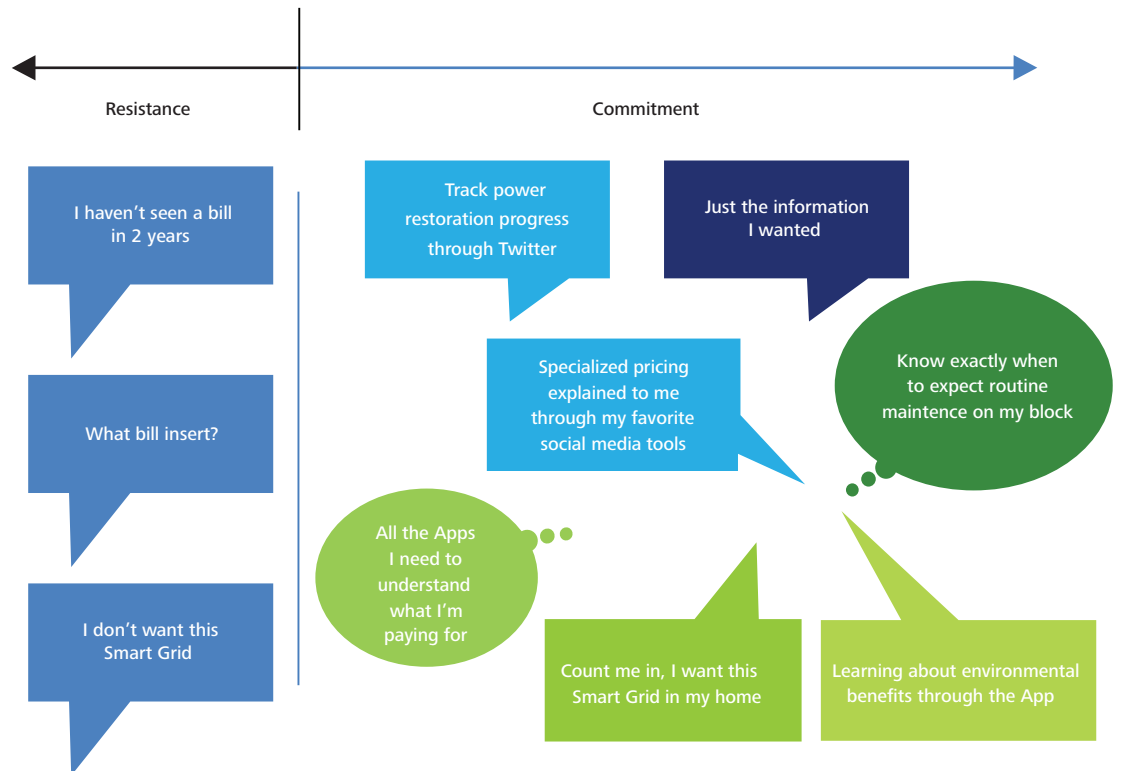 Resistance
Commitment
I haven't seen a bill
in 2 years
What bill insert?
I don't want this
Smart Grid
Track power
restoration progress
through Twitter
Just the information
I wanted
Specialized pricing
explained to me
through my favorite
social media tools
Know exactly when
to expect routine
maintence on my block
All the Apps
I need to
understand
what I'm
paying for
Count me in, I want this
Smart Grid in my home
Learning about environmental
benefits through the App